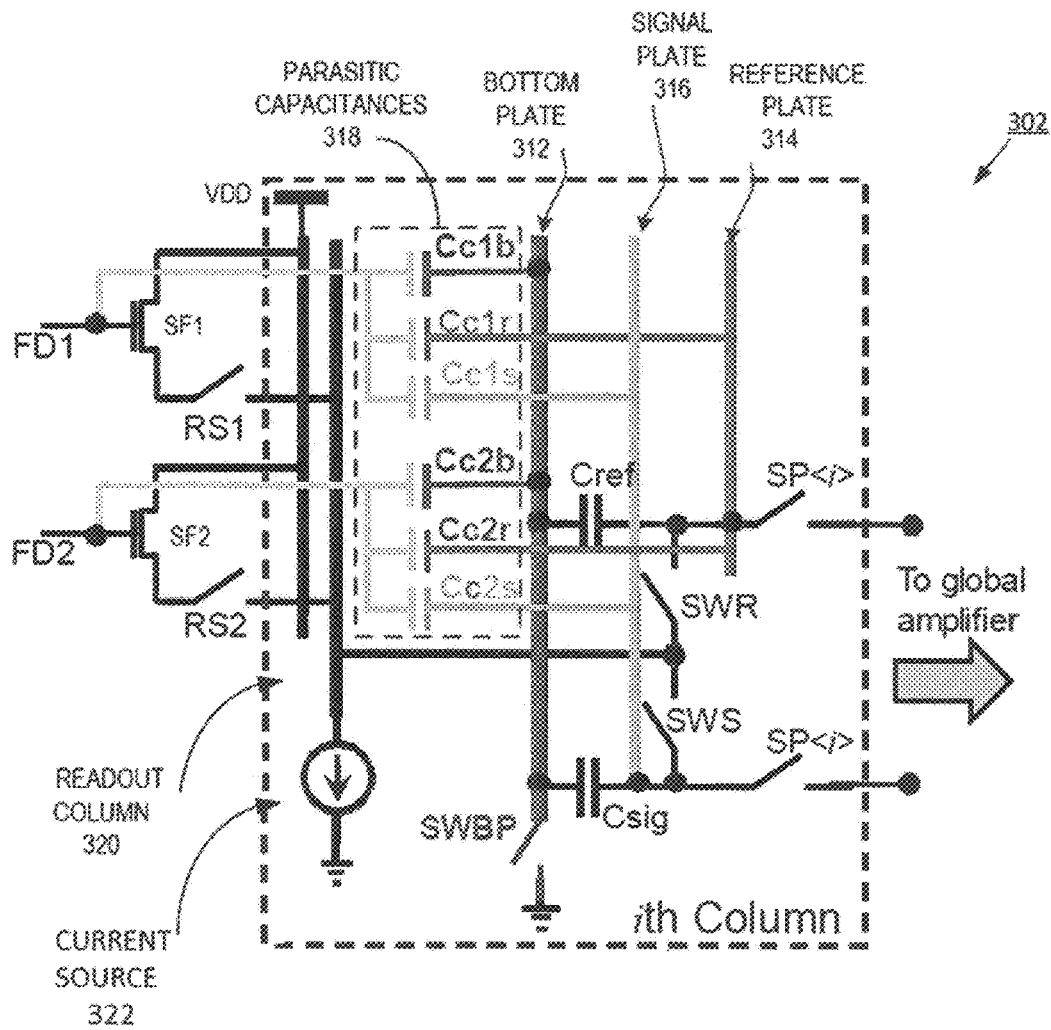 SIGNAL
PLATE
316
PARASITIC
CAPACITANCES
318
BOTTOM
PLATE
312
REFERENCE
PLATE
314
302
VDD
Cc1b
SF1
FD1
Cc1r
Cc1s
RS1
Cc2b
Cref
SP<i>
SF2
FD2
Cc2r
Cc2s
RS2
SWR
To global
amplifier
SWS
SP<i>
READOUT
COLUMN
320
Csig
SWBP
CURRENT
SOURCE
322
ith Column